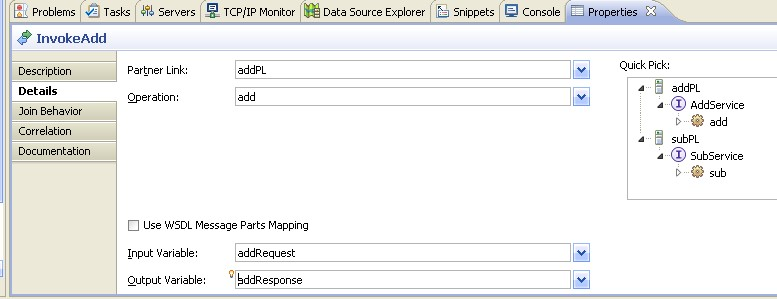 Problems Tasks Servers TCP/IP Monitor Data Source Explorer Snippets Console Properties
InvokeAdd
Description
Details
Join Behavior
Correlation
Documentation
Partner Link: addPL
Operation: add
Use WSDL Message Parts Mapping
Input Variable: addRequest
Output Variable: addResponse
Quick Pick:
addPL
I AddService
add
subPL
I SubService
sub